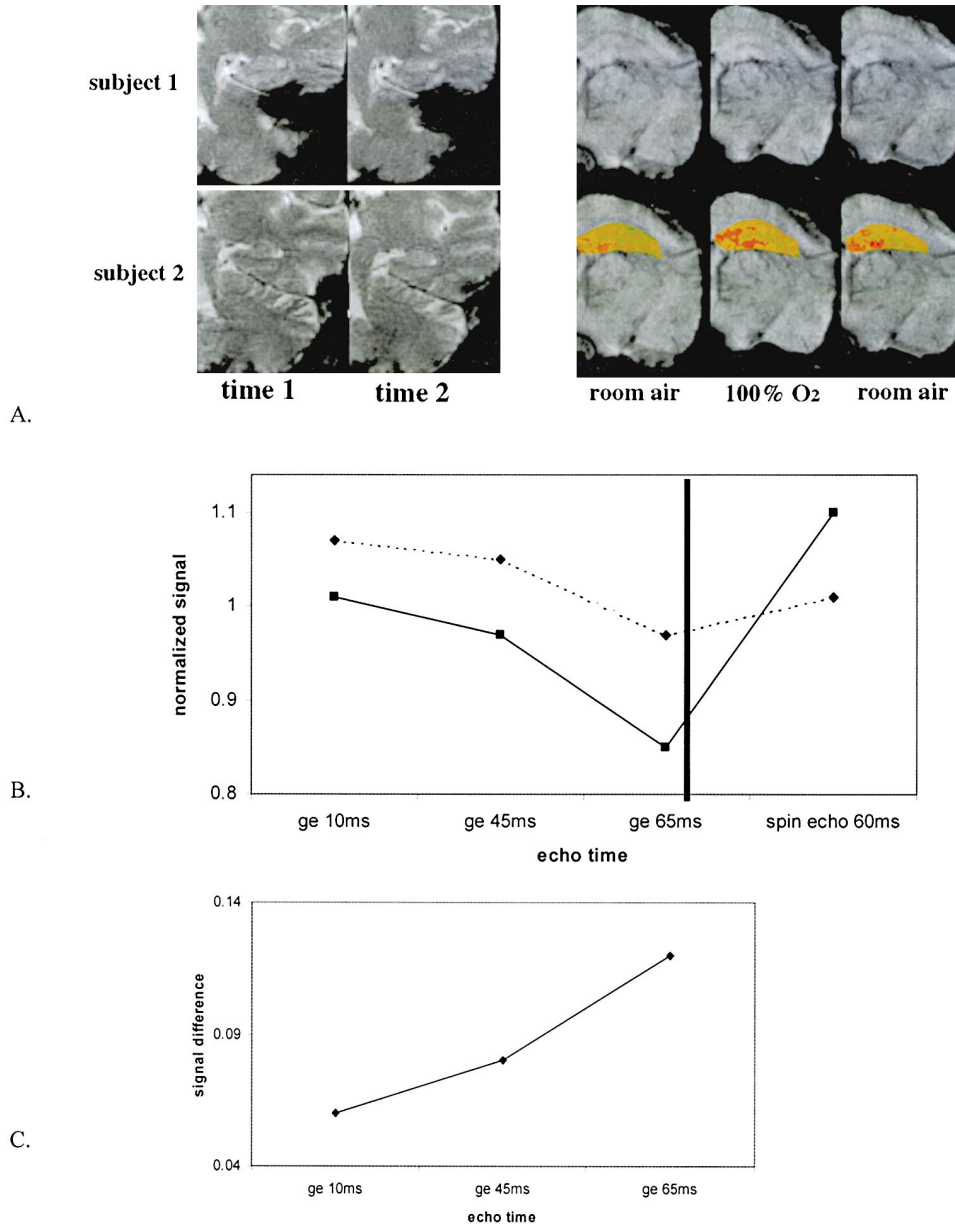 subject 1
subject 2
time 1 time 2
room air 100% O2 room air
A.
1.1
1
0.9
0.8
normalized signal
ge 10ms ge 45ms ge 65ms spin echo 60ms
echo time
B.
0.14
0.09
0.04
signal difference
ge 10ms ge 45ms ge 65ms
echo time
C.